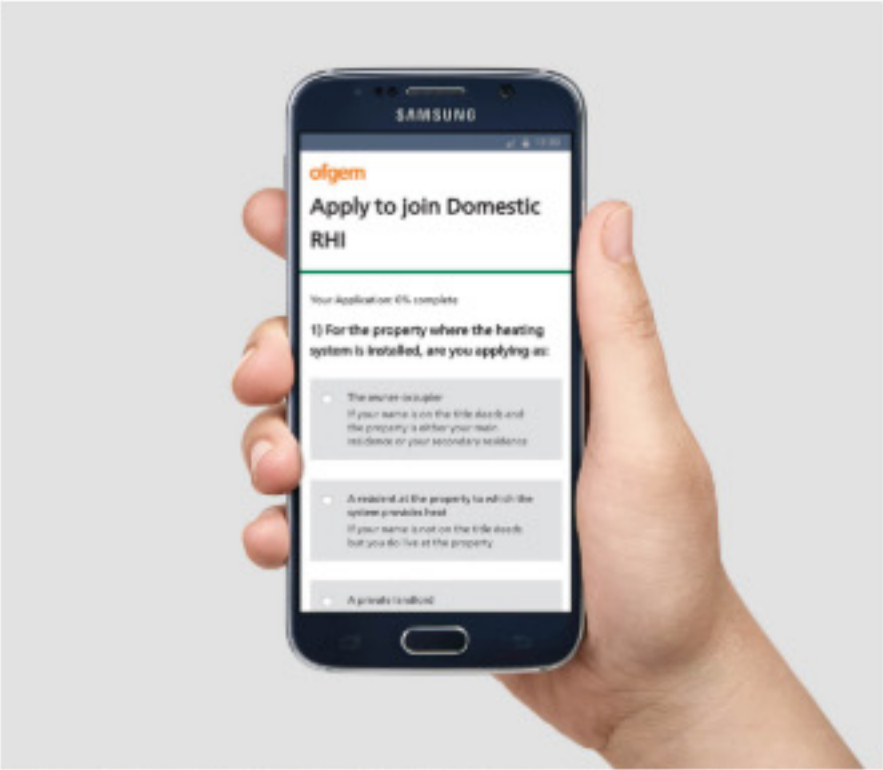 SAMSUNG
ofgem
Apply to join Domestic
RHI
Your Application: 0% complete
1) For the property where the heating
system is installed, are you applying as:
The owner-occupier
If your name is on the title deeds and
the property is either your main
residence or your secondary residence
A resident at the property to which the
system provides heat
If your name is not on the title deeds
but you do live at the property
A private landlord